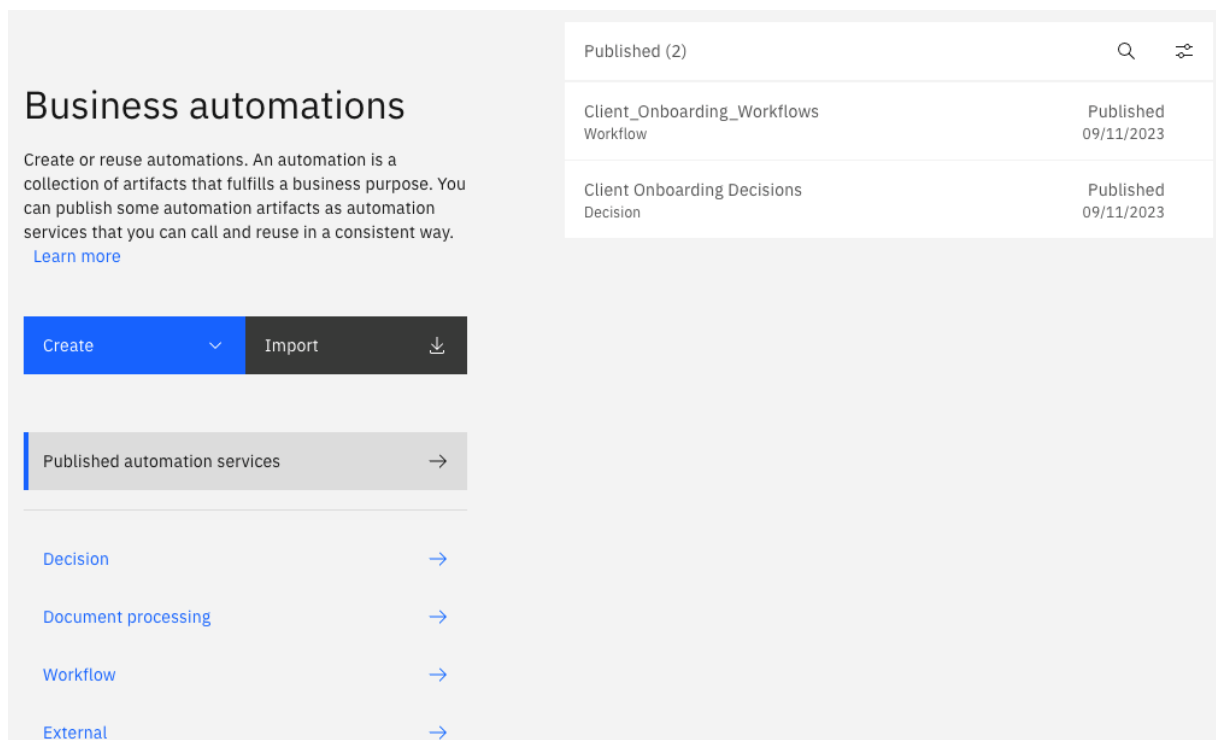 Business automations
Create or reuse automations. An automation is a
collection of artifacts that fulfills a business purpose. You
can publish some automation artifacts as automation
services that you can call and reuse in a consistent way.
Learn more
Create
Import
Published automation services
Decision
Document processing
Workflow
External
Published (2)
Client_Onboarding_Workflows
Published
Workflow
09/11/2023
Client Onboarding Decisions
Published
Decision
09/11/2023